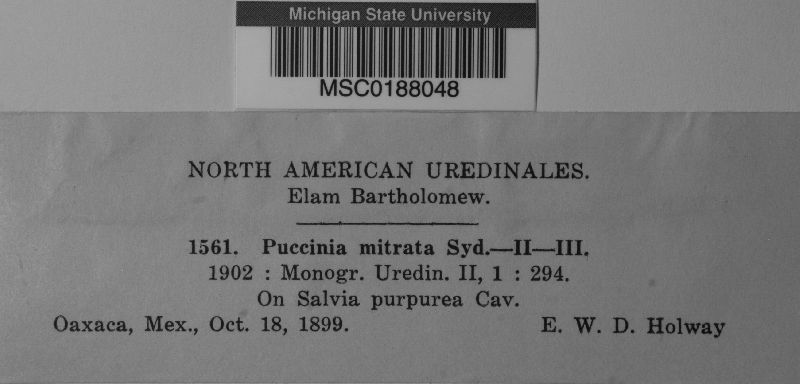 Michigan State University
MSC0188048
NORTH AMERICAN UREDINALES.
Elam Bartholomew.
1561. Puccinia mitrata Syd.—II—III.
1902 : Monogr. Uredin. II, 1 : 294.
On Salvia purpurea Cav.
Oaxaca, Mex., Oct. 18, 1899. E. W. D. Holway